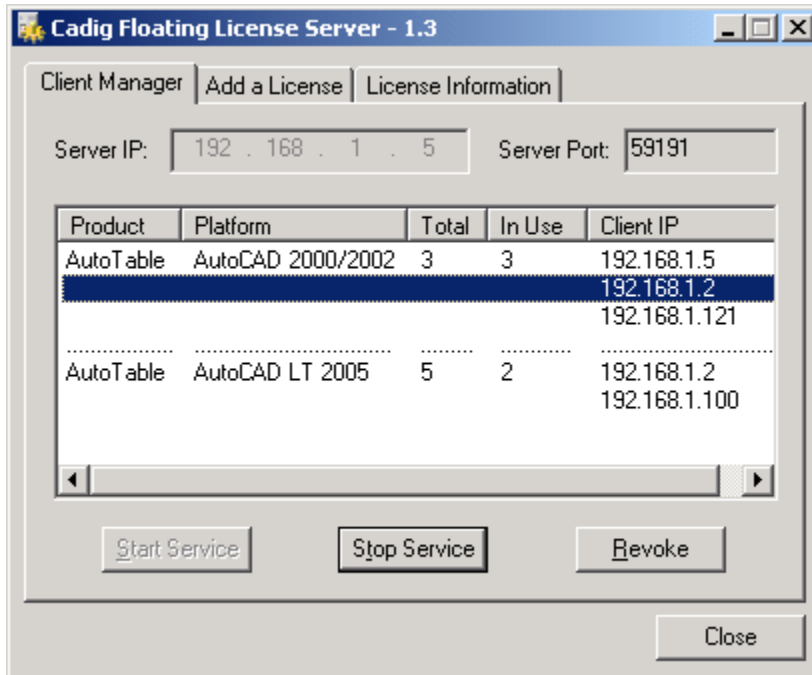 Cadig Floating License Server - 1.3
Client Manager Add a License License Information
Server IP: 192 . 168 . 1 . 5 Server Port: 59191
Product Platform Total In Use Client IP
AutoTable AutoCAD 2000/2002 3 3 192.168.1.5
192.168.1.2
192.168.1.121
AutoTable AutoCAD LT 2005 5 2 192.168.1.2
192.168.1.100
Start Service Stop Service Revoke
Close